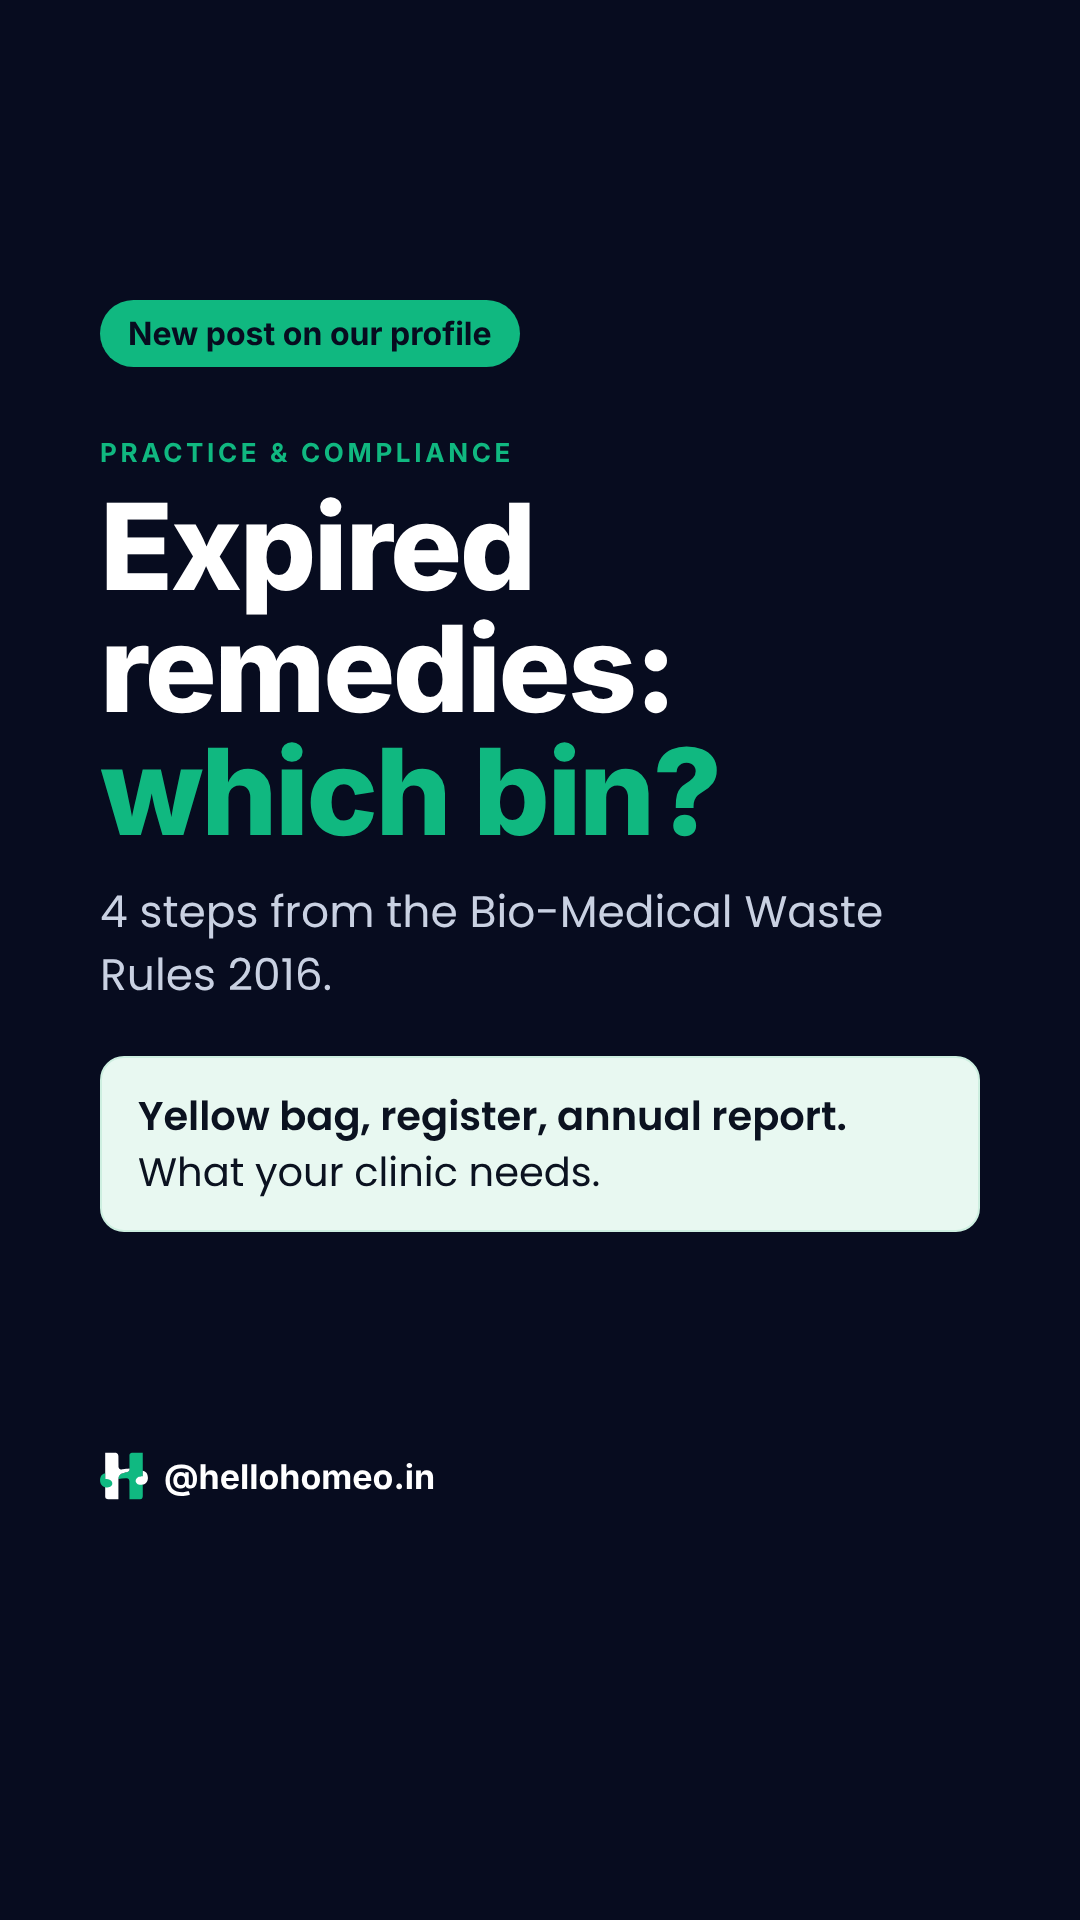 New post on our profile
PRACTICE & COMPLIANCE
Expired
remedies:
which bin?
4 steps from the Bio-Medical Waste
Rules 2016.
Yellow bag, register, annual report.
What your clinic needs.
@hellohomeo.in